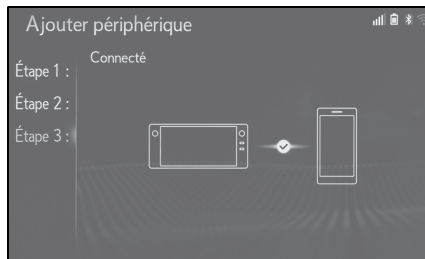 Ajouter périphérique
Connecté
Étape 1 :
Étape 2 :
Étape 3 :